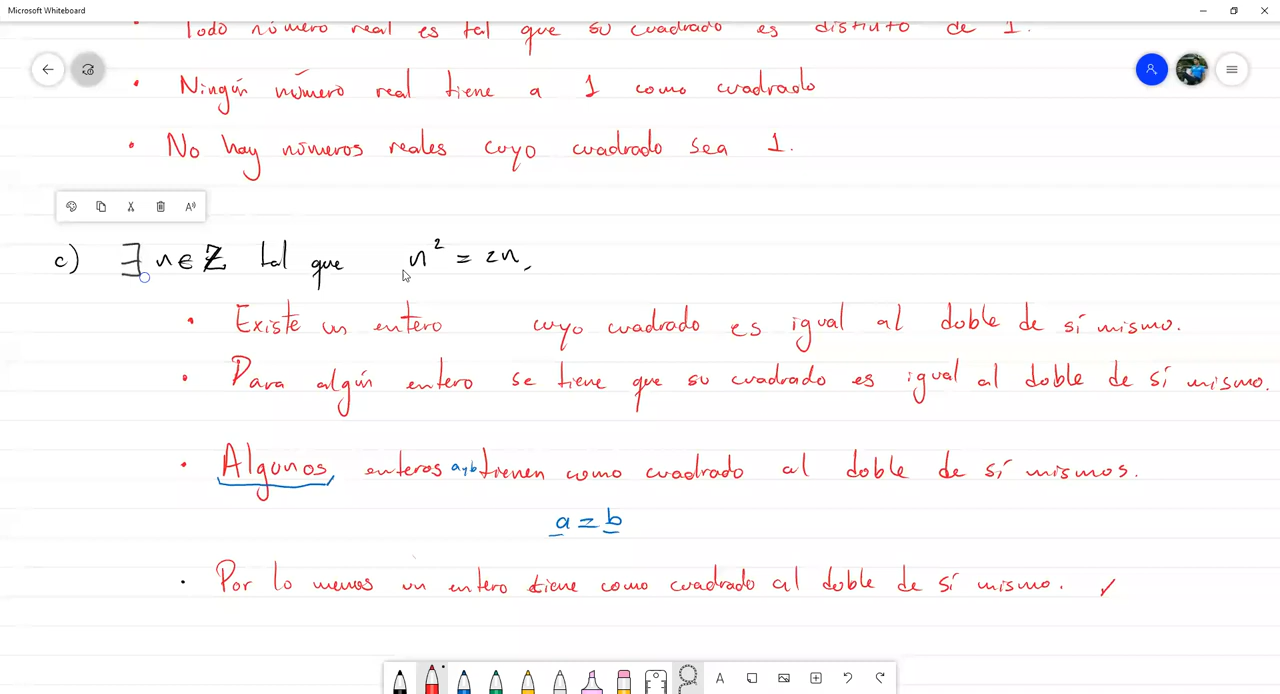 Microsoft Whiteboard
· Todo número real es tal que su cuadrado es distinto de 1.
· Ningún número real tiene a 1 como cuadrado
· No hay números reales cuyo cuadrado sea 1.
c) ∃ n ∈ ℤ tal que n² = 2n,
· Existe un entero cuyo cuadrado es igual al doble de sí mismo.
· Para algún entero se tiene que su cuadrado es igual al doble de sí mismo.
· Algunos enteros a y b tienen como cuadrado al doble de sí mismos.
a = b
· Por lo menos un entero tiene como cuadrado al doble de sí mismo. ✓